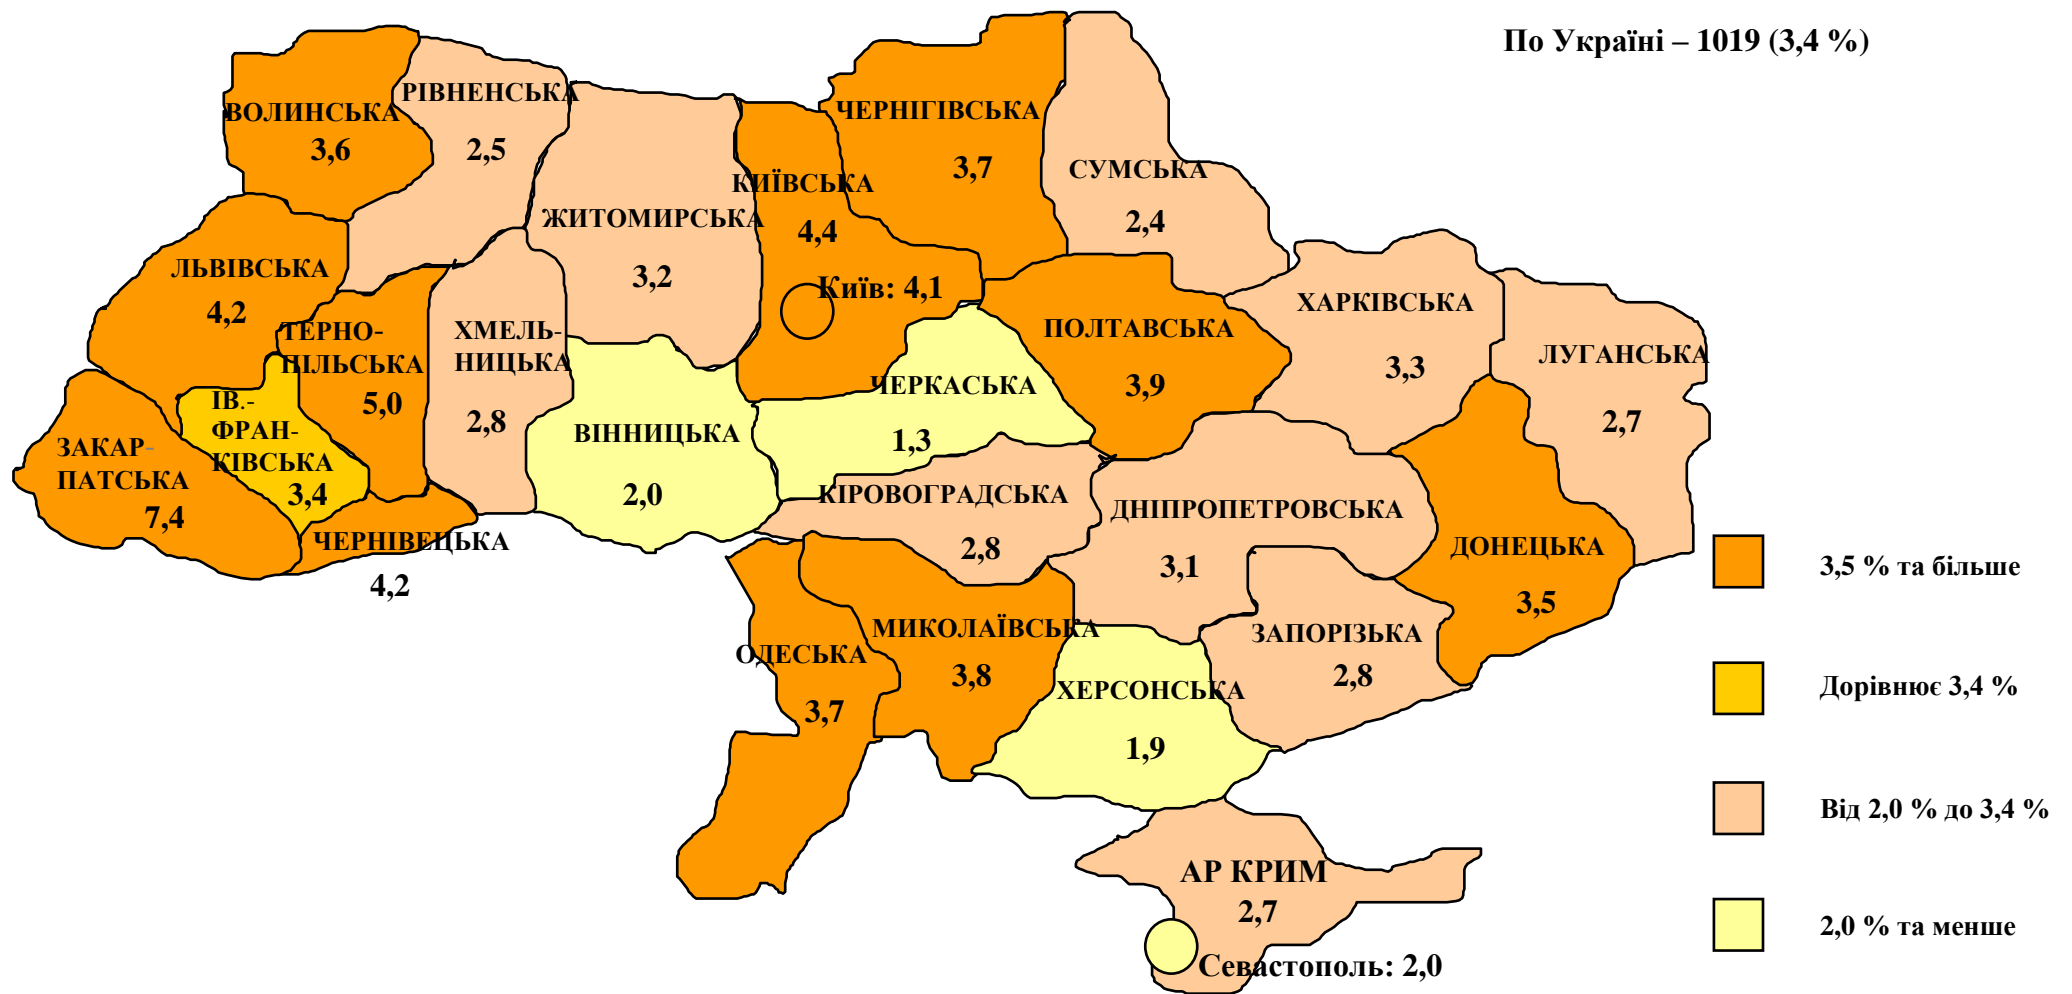 По Україні – 1019 (3,4 %)
ВОЛИНСЬКА
3,6
РІВНЕНСЬКА
2,5
ЖИТОМИРСЬКА
3,2
КИЇВСЬКА
4,4
Київ: 4,1
ЧЕРНІГІВСЬКА
3,7
СУМСЬКА
2,4
ЛЬВІВСЬКА
4,2
ТЕРНО-
ПІЛЬСЬКА
5,0
ХМЕЛЬ-
НИЦЬКА
2,8
ІВ.-
ФРАН-
КІВСЬКА
3,4
ЗАКАР-
ПАТСЬКА
7,4
ЧЕРНІВЕЦЬКА
4,2
ВІННИЦЬКА
2,0
ЧЕРКАСЬКА
1,3
ПОЛТАВСЬКА
3,9
ХАРКІВСЬКА
3,3
ЛУГАНСЬКА
2,7
КІРОВОГРАДСЬКА
2,8
ДНІПРОПЕТРОВСЬКА
3,1
ДОНЕЦЬКА
3,5
ОДЕСЬКА
3,7
МИКОЛАЇВСЬКА
3,8
ХЕРСОНСЬКА
1,9
ЗАПОРІЗЬКА
2,8
АР КРИМ
2,7
Севастополь: 2,0
3,5 % та більше
Дорівнює 3,4 %
Від 2,0 % до 3,4 %
2,0 % та менше